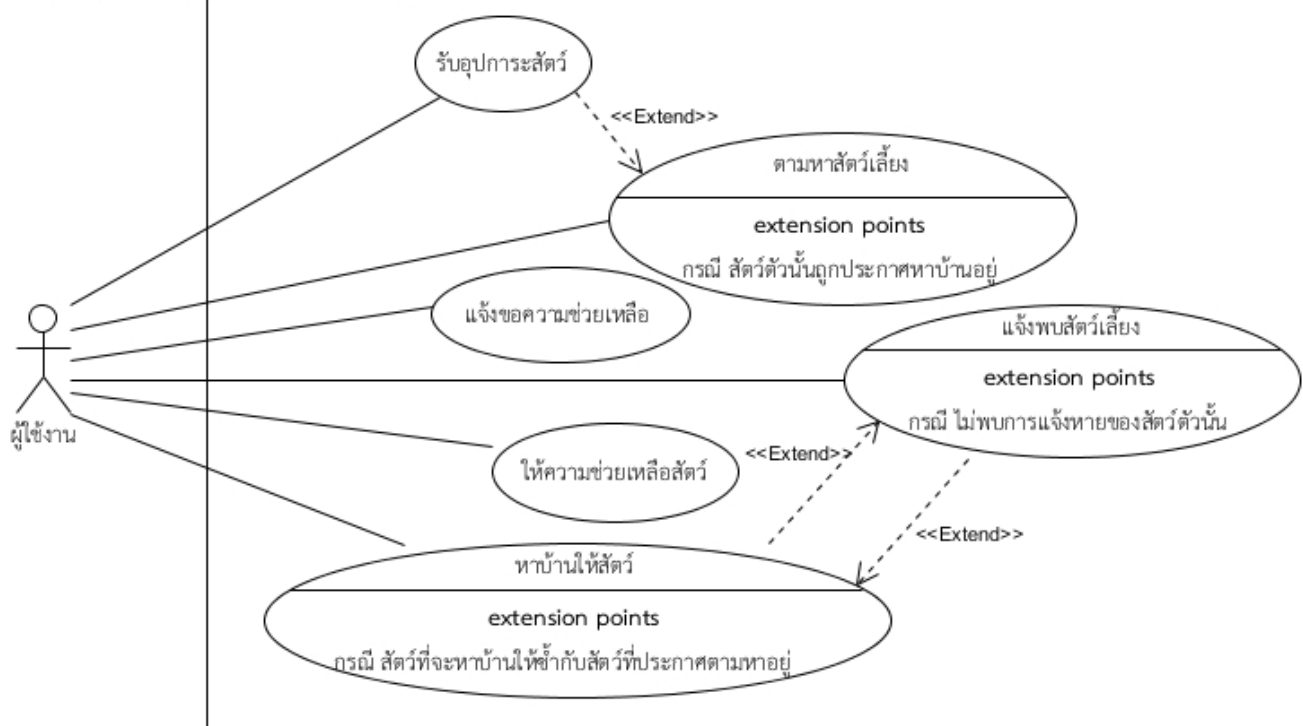 รับอุปการะสัตว์
<<Extend>>
ตามหาสัตว์เลี้ยง
extension points
กรณี สัตว์ตัวนั้นถูกประกาศหาบ้านอยู่
แจ้งขอความช่วยเหลือ
แจ้งพบสัตว์เลี้ยง
extension points
กรณี ไม่พบการแจ้งหายของสัตว์ตัวนั้น
ผู้ใช้งาน
<<Extend>>
ให้ความช่วยเหลือสัตว์
<<Extend>>
หาบ้านให้สัตว์
extension points
กรณี สัตว์ที่จะหาบ้านให้ซ้ำกับสัตว์ที่ประกาศตามหาอยู่